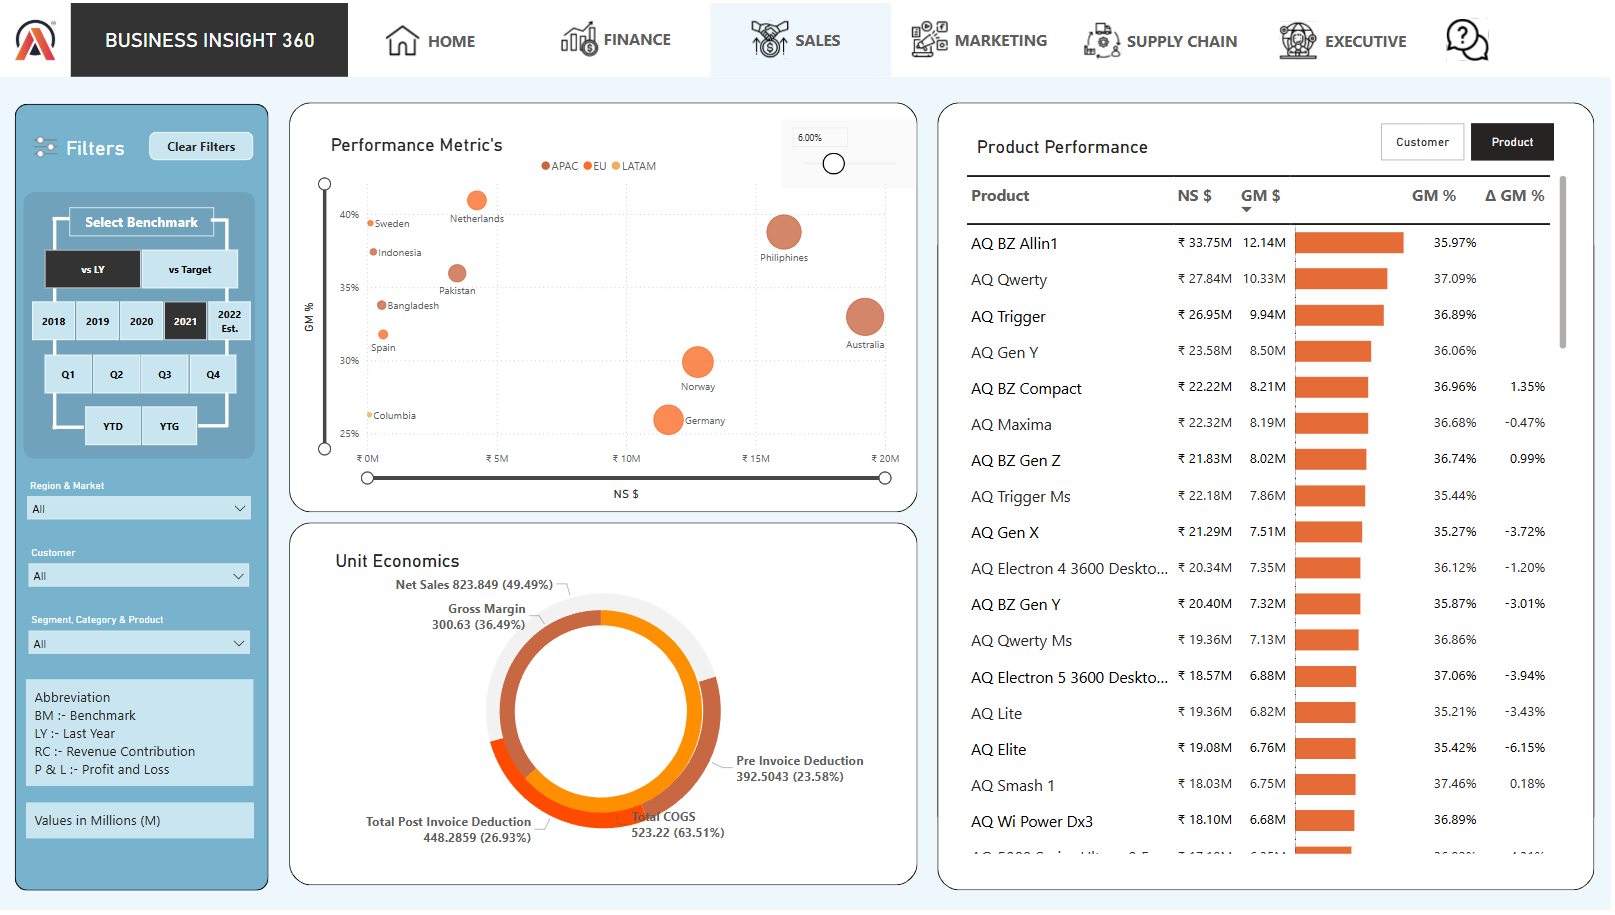 BUSINESS INSIGHT 360
HOME
FINANCE
SALES
MARKETING
SUPPLY CHAIN
EXECUTIVE
Filters
Clear Filters
Select Benchmark
vs LY
vs Target
2018
2019
2020
2021
2022
Est.
Q1
Q2
Q3
Q4
YTD
YTG
Region & Market
All
Customer
All
Segment, Category & Product
All
Abbreviation
BM :- Benchmark
LY :- Last Year
RC :- Revenue Contribution
P & L :- Profit and Loss
Values in Millions (M)
Performance Metric's
6.00%
APAC EU LATAM
GM %
40%
35%
30%
25%
Sweden
Netherlands
Indonesia
Philiphines
Pakistan
Bangladesh
Spain
Australia
Norway
Columbia
Germany
₹ 0M
₹ 5M
₹ 10M
₹ 15M
₹ 20M
NS $
Unit Economics
Net Sales 823.849 (49.49%)
Gross Margin
300.63 (36.49%)
Pre Invoice Deduction
392.5043 (23.58%)
Total Post Invoice Deduction
448.2859 (26.93%)
Total COGS
523.22 (63.51%)
Product Performance
Customer
Product
Product NS $ GM $ GM % Δ GM %
AQ BZ Allin1 ₹ 33.75M 12.14M 35.97%
AQ Qwerty ₹ 27.84M 10.33M 37.09%
AQ Trigger ₹ 26.95M 9.94M 36.89%
AQ Gen Y ₹ 23.58M 8.50M 36.06%
AQ BZ Compact ₹ 22.22M 8.21M 36.96% 1.35%
AQ Maxima ₹ 22.32M 8.19M 36.68% -0.47%
AQ BZ Gen Z ₹ 21.83M 8.02M 36.74% 0.99%
AQ Trigger Ms ₹ 22.18M 7.86M 35.44%
AQ Gen X ₹ 21.29M 7.51M 35.27% -3.72%
AQ Electron 4 3600 Deskto... ₹ 20.34M 7.35M 36.12% -1.20%
AQ BZ Gen Y ₹ 20.40M 7.32M 35.87% -3.01%
AQ Qwerty Ms ₹ 19.36M 7.13M 36.86%
AQ Electron 5 3600 Deskto... ₹ 18.57M 6.88M 37.06% -3.94%
AQ Lite ₹ 19.36M 6.82M 35.21% -3.43%
AQ Elite ₹ 19.08M 6.76M 35.42% -6.15%
AQ Smash 1 ₹ 18.03M 6.75M 37.46% 0.18%
AQ Wi Power Dx3 ₹ 18.10M 6.68M 36.89%